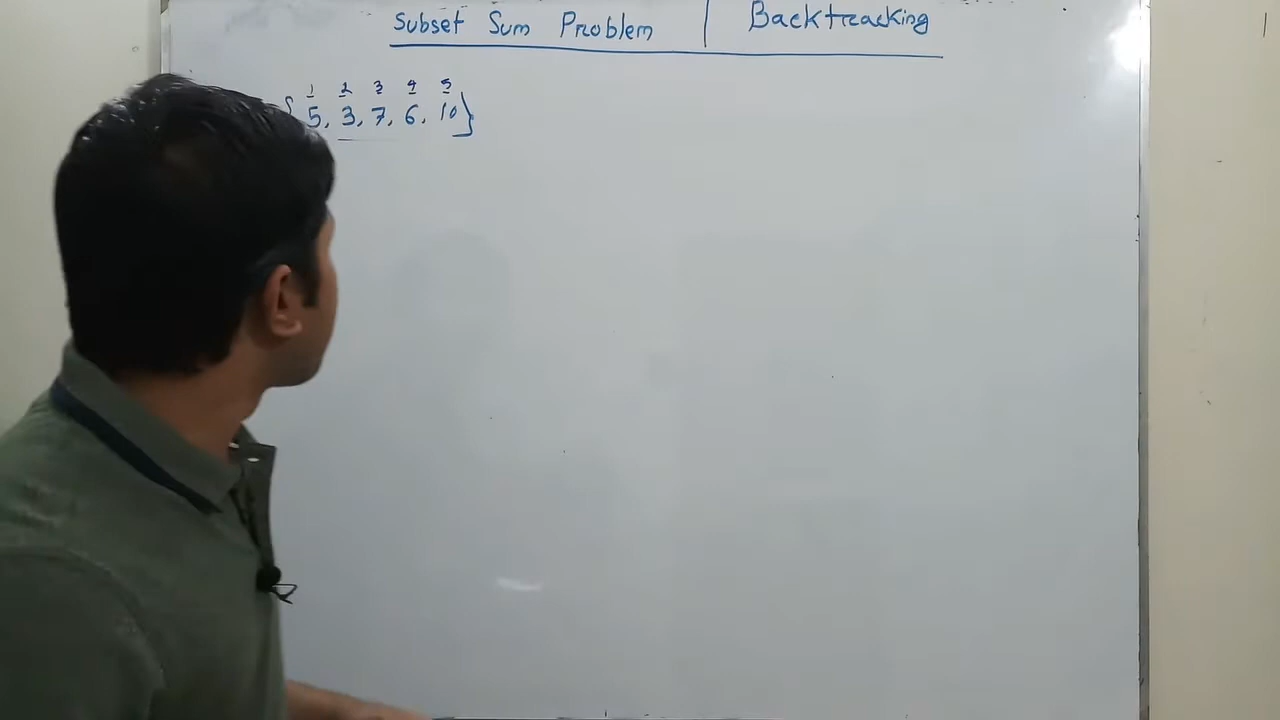 Subset Sum Problem | Backtracking
1 2 3 4 5
{5, 3, 7, 6, 10}